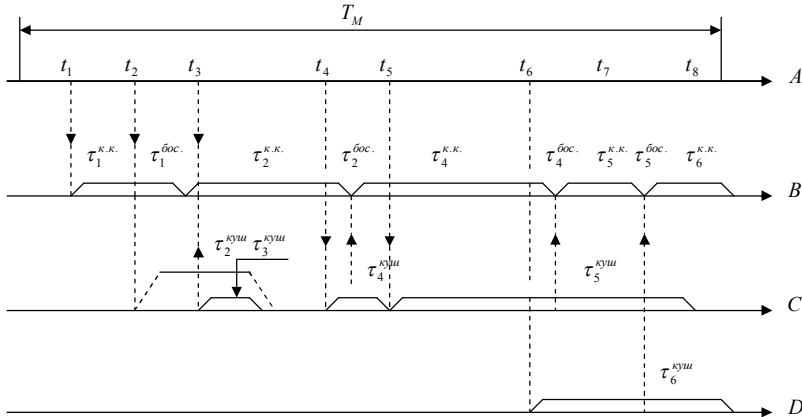 T_M
t_1 t_2 t_3 t_4 t_5 t_6 t_7 t_8 A
τ_1^{к.к.} τ_1^{бос.} τ_2^{к.к.} τ_2^{бос.} τ_4^{к.к.} τ_4^{бос.} τ_5^{к.к.} τ_5^{бос.} τ_6^{к.к.}
B
τ_2^{куш} τ_3^{куш} τ_4^{куш} τ_5^{куш}
C
τ_6^{куш}
D